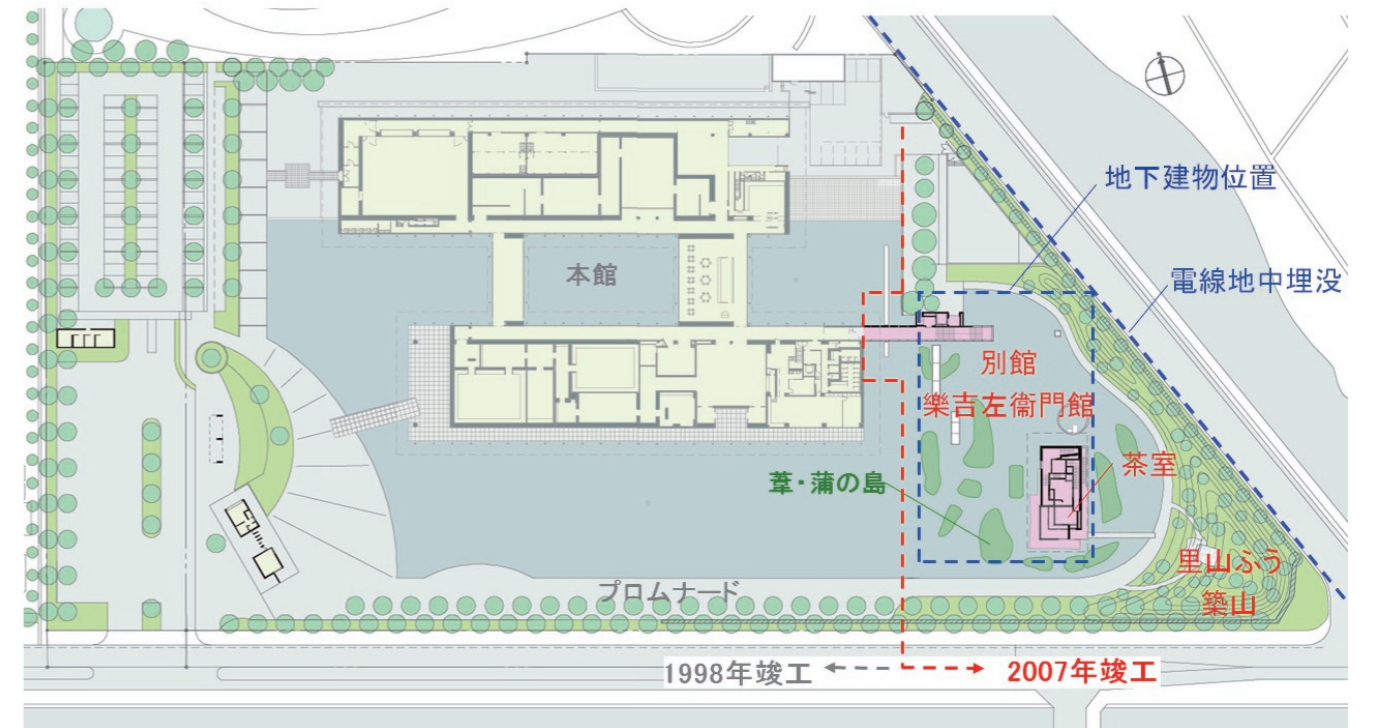 地下建物位置
電線地中埋没
本館
別館
樂吉左衞門館
茶室
葦・蒲の島
里山ふう
築山
プロムナード
1998年竣工
2007年竣工